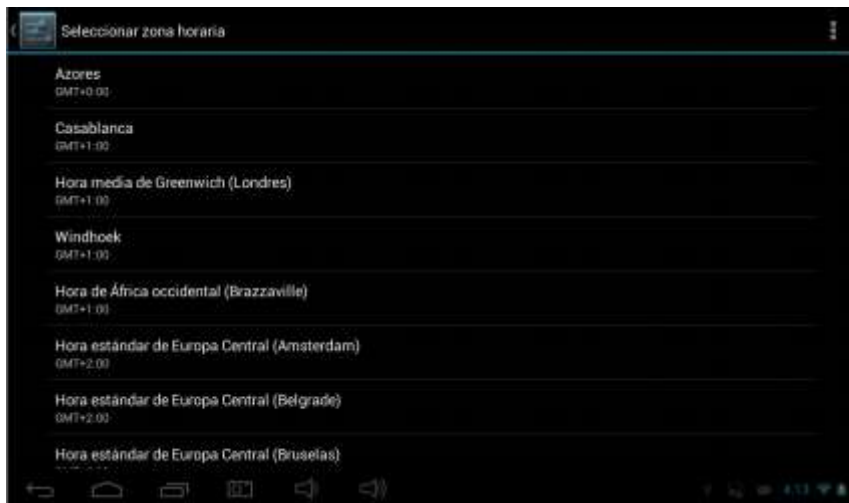 Seleccionar zona horaria
Azores
GMT+0:00
Casablanca
GMT+1:00
Hora media de Greenwich (Londres)
GMT+1:00
Windhoek
GMT+1:00
Hora de África occidental (Brazzaville)
GMT+1:00
Hora estándar de Europa Central (Amsterdam)
GMT+2:00
Hora estándar de Europa Central (Belgrade)
GMT+2:00
Hora estándar de Europa Central (Bruselas)
4:13